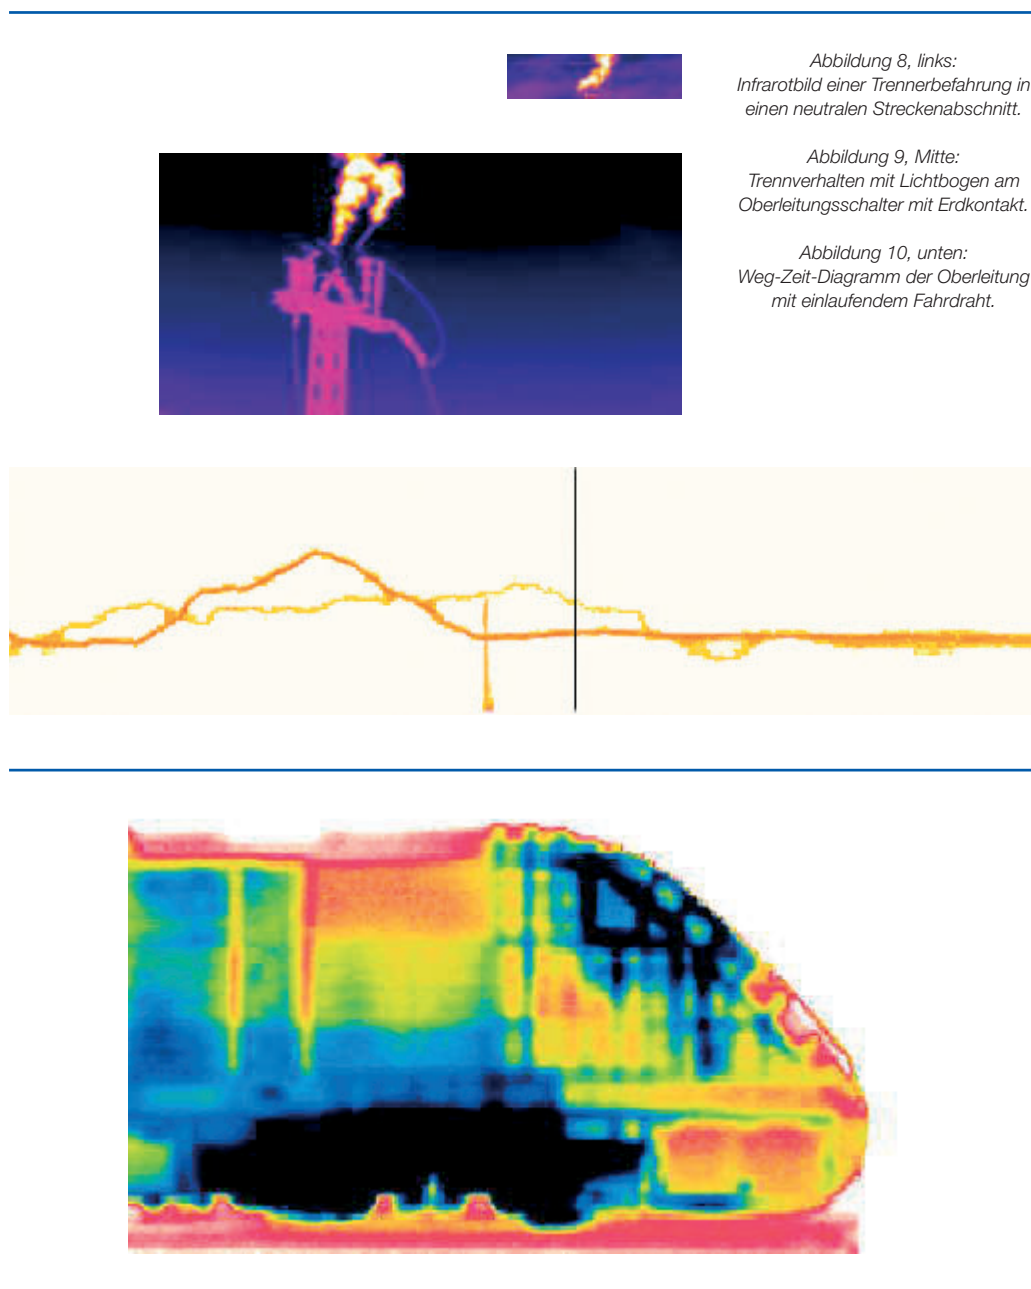 Abbildung 8, links:
Infrarotbild einer Trennerbefahrung in
einen neutralen Streckenabschnitt.
Abbildung 9, Mitte:
Trennverhalten mit Lichtbogen am
Oberleitungsschalter mit Erdkontakt.
Abbildung 10, unten:
Weg-Zeit-Diagramm der Oberleitung
mit einlaufendem Fahrdraht.